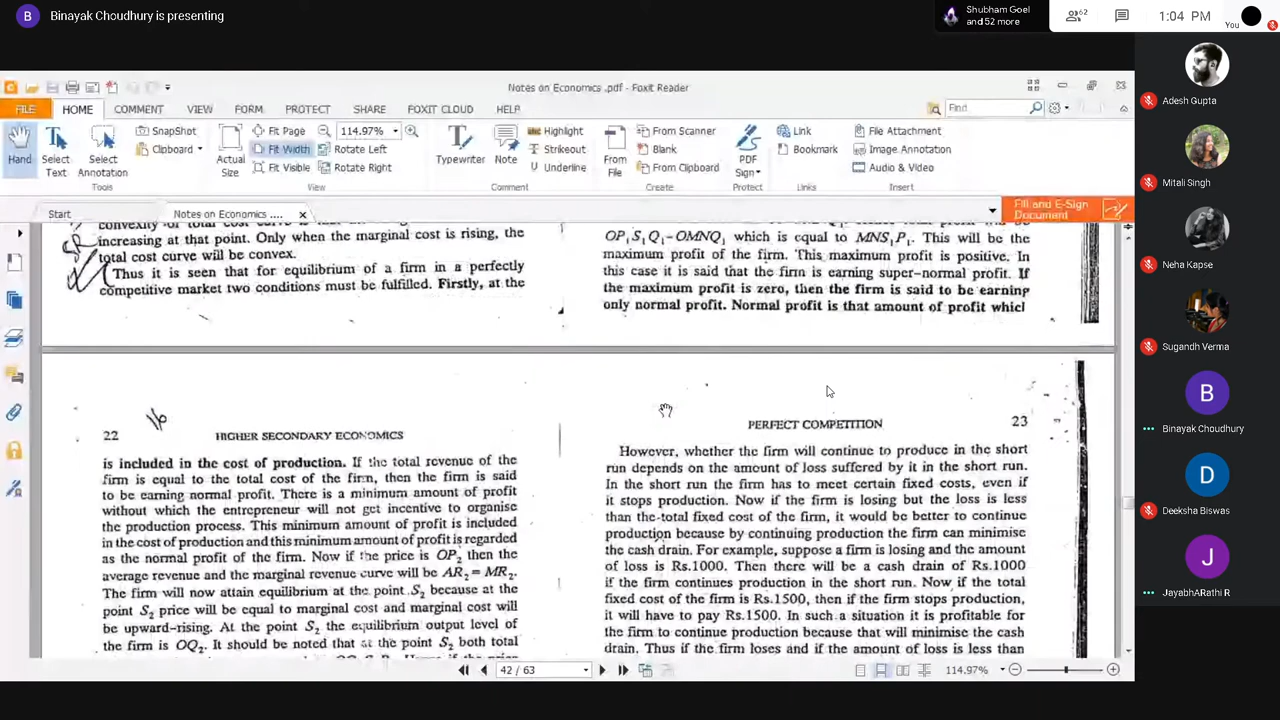 B Binayak Choudhury is presenting
Shubham Goel
and 52 more
62
1:04 PM
You
Notes on Economics .pdf - Foxit Reader
FILE HOME COMMENT VIEW FORM PROTECT SHARE FOXIT CLOUD HELP
Find
Hand
Select
Text
Select
Annotation
SnapShot
Clipboard
Tools
Actual
Size
Fit Page
Fit Width
Fit Visible
114.97%
Rotate Left
Rotate Right
View
Typewriter
Note
Highlight
Strikeout
Underline
Comment
From
File
From Scanner
Blank
From Clipboard
Create
PDF
Sign
Protect
Link
Bookmark
Links
File Attachment
Image Annotation
Audio & Video
Insert
Start
Notes on Economics ....
Fill and E-Sign
Document
convexity of total cost curve is
increasing at that point. Only when the marginal cost is rising, the
total cost curve will be convex.
Thus it is seen that for equilibrium of a firm in a perfectly
competitive market two conditions must be fulfilled. Firstly, at the
OP₁S₁Q₁–OMNQ₁ which is equal to MNS₁P₁. This will be the
maximum profit of the firm. This maximum profit is positive. In
this case it is said that the firm is earning super-normal profit. If
the maximum profit is zero, then the firm is said to be earning
only normal profit. Normal profit is that amount of profit whicl
22 HIGHER SECONDARY ECONOMICS
is included in the cost of production. If the total revenue of the
firm is equal to the total cost of the firm, then the firm is said
to be earning normal profit. There is a minimum amount of profit
without which the entrepreneur will not get incentive to organise
the production process. This minimum amount of profit is included
in the cost of production and this minimum amount of profit is regarded
as the normal profit of the firm. Now if the price is OP₂ then the
average revenue and the marginal revenue curve will be AR₂ = MR₂.
The firm will now attain equilibrium at the point S₂ because at the
point S₂ price will be equal to marginal cost and marginal cost will
be upward-rising. At the point S₂ the equilibrium output level of
the firm is OQ₂. It should be noted that at the point S₂ both total
PERFECT COMPETITION 23
However, whether the firm will continue to produce in the short
run depends on the amount of loss suffered by it in the short run.
In the short run the firm has to meet certain fixed costs, even if
it stops production. Now if the firm is losing but the loss is less
than the total fixed cost of the firm, it would be better to continue
production because by continuing production the firm can minimise
the cash drain. For example, suppose a firm is losing and the amount
of loss is Rs.1000. Then there will be a cash drain of Rs.1000
if the firm continues production in the short run. Now if the total
fixed cost of the firm is Rs.1500, then if the firm stops production,
it will have to pay Rs.1500. In such a situation it is profitable for
the firm to continue production because that will minimise the cash
drain. Thus if the firm loses and if the amount of loss is less than
42 / 63
114.97%
Adesh Gupta
Mitali Singh
Neha Kapse
Sugandh Verma
B
Binayak Choudhury
D
Deeksha Biswas
J
JayabhARathi R